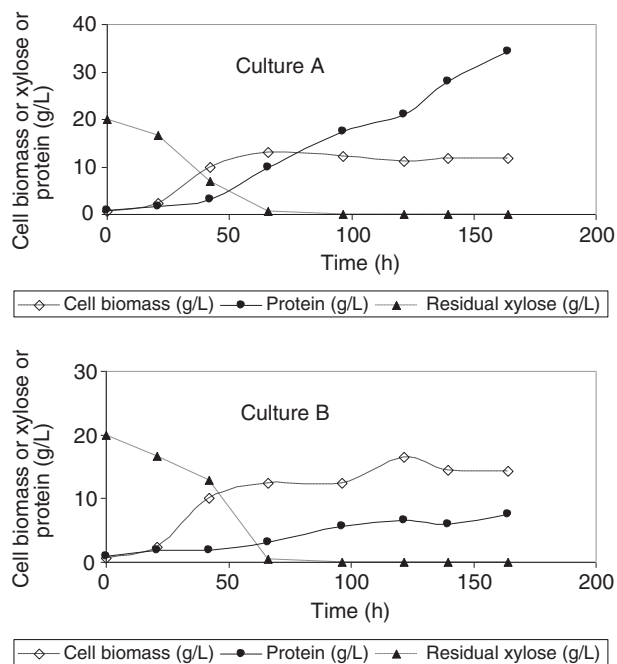 Cell biomass or xylose or
protein (g/L)
40
30
20
10
0
Culture A
0 50 100 150 200
Time (h)
Cell biomass (g/L) Protein (g/L) Residual xylose (g/L)
Cell biomass or xylose or
protein (g/L)
30
20
10
0
Culture B
0 50 100 150 200
Time (h)
Cell biomass (g/L) Protein (g/L) Residual xylose (g/L)